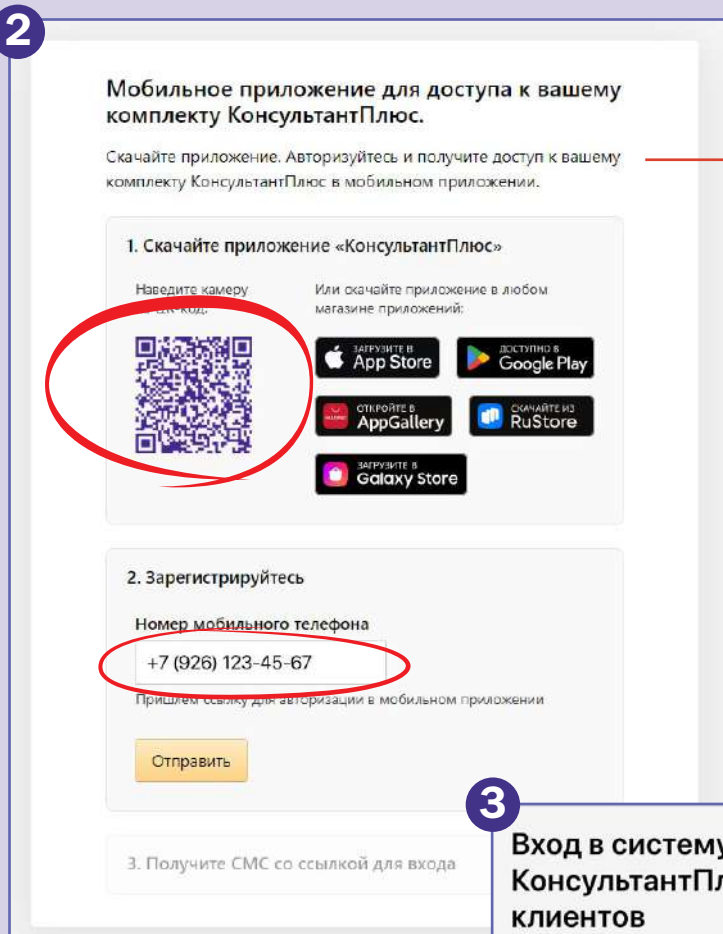 2
Мобильное приложение для доступа к вашему
комплекту КонсультантПлюс.
Скачайте приложение. Авторизуйтесь и получите доступ к вашему
комплекту КонсультантПлюс в мобильном приложении.
1. Скачайте приложение «КонсультантПлюс»
Наведите камеру
QR-код:
Или скачайте приложение в любом
магазине приложений:
ЗАГРУЗИТЕ В
App Store
ДОСТУПНО В
Google Play
ОТКРОЙТЕ В
AppGallery
СКАЧАЙТЕ ИЗ
RuStore
ЗАГРУЗИТЕ В
Galaxy Store
2. Зарегистрируйтесь
Номер мобильного телефона
+7 (926) 123-45-67
Пришлем ссылку для авторизации в мобильном приложении
Отправить
3. Получите СМС со ссылкой для входа
3
Вход в систему
КонсультантПл
клиентов